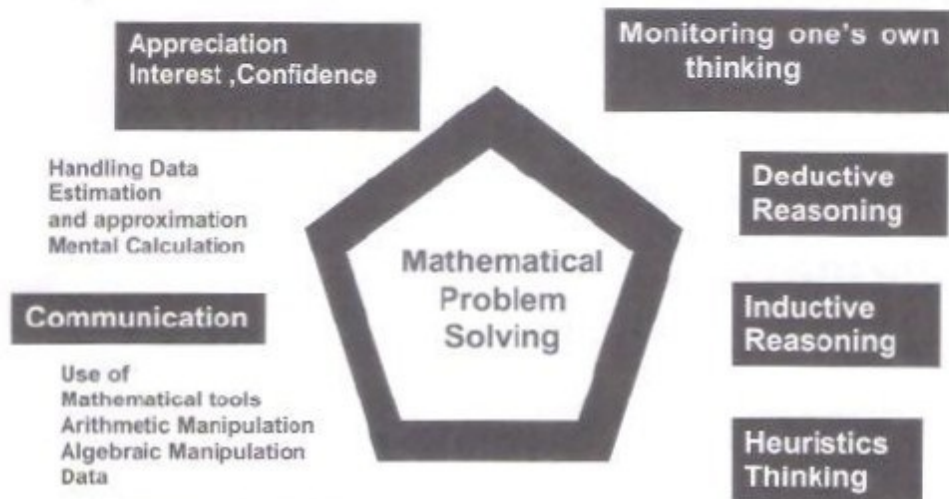 Appreciation
Interest ,Confidence
Monitoring one's own
thinking
Handling Data
Estimation
and approximation
Mental Calculation
Deductive
Reasoning
Mathematical
Problem
Solving
Communication
Inductive
Reasoning
Use of
Mathematical tools
Arithmetic Manipulation
Algebraic Manipulation
Data
Heuristics
Thinking